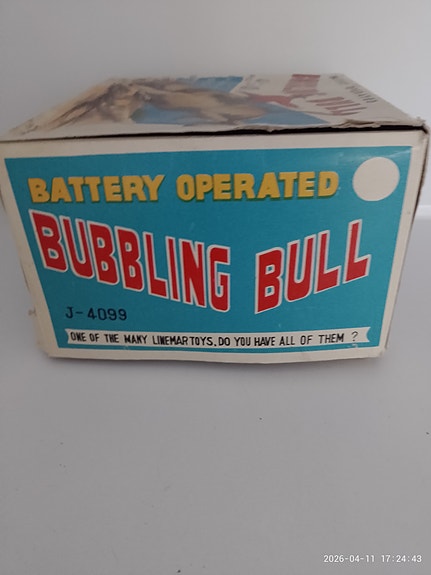 BATTERY OPERATED
BUBBLING BULL
J-4099
ONE OF THE MANY LINEMAR TOYS, DO YOU HAVE ALL OF THEM ?
2026-04-11 17:24:43